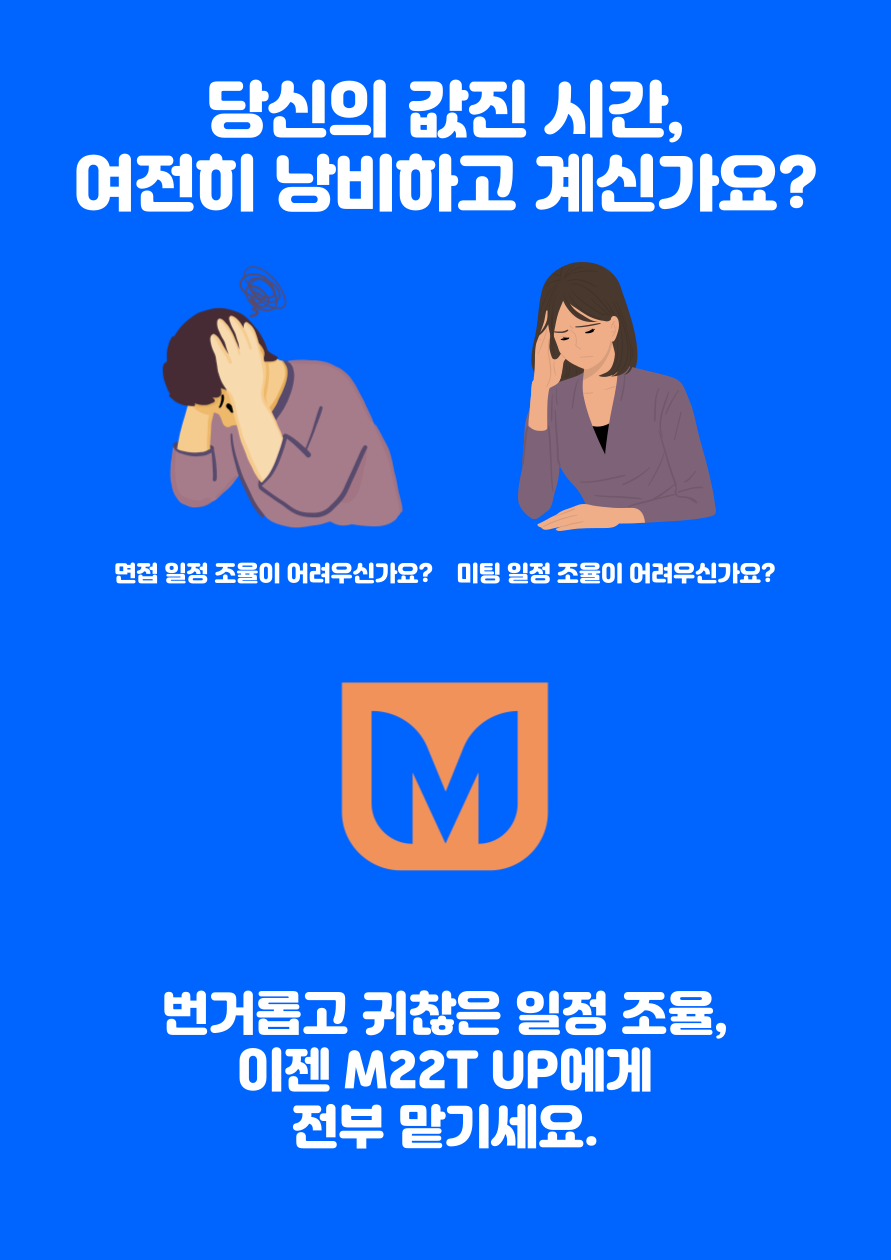 당신의 값진 시간,
여전히 낭비하고 계신가요?
면접 일정 조율이 어려우신가요?
미팅 일정 조율이 어려우신가요?
M
번거롭고 귀찮은 일정 조율,
이젠 M22T UP에게
전부 맡기세요.